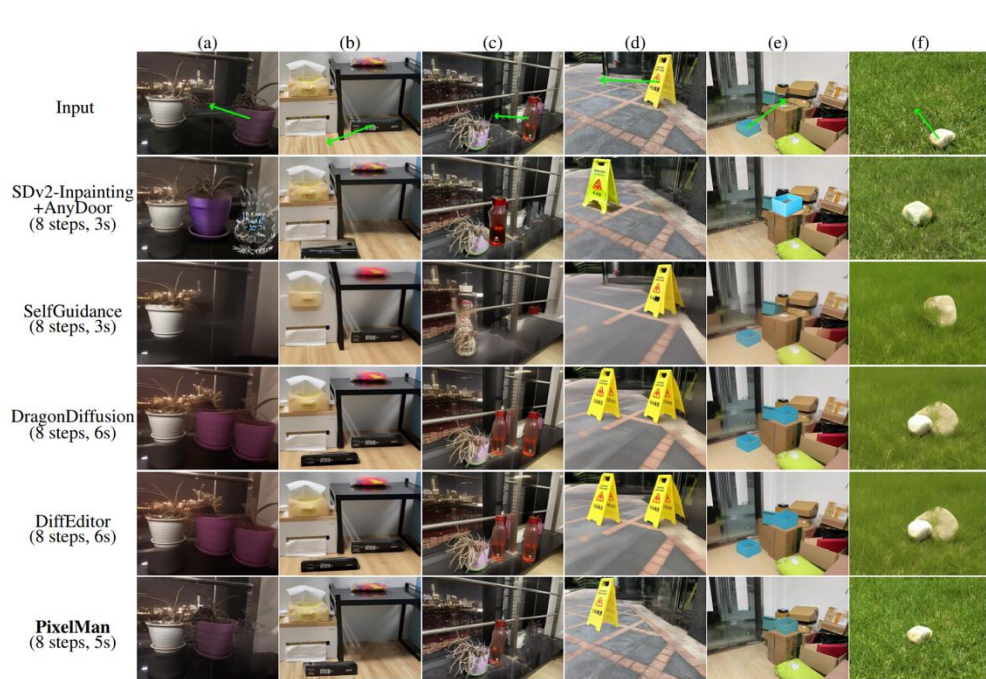 (a) (b) (c) (d) (e) (f)
Input
SDv2-Inpainting
+AnyDoor
(8 steps, 3s)
SelfGuidance
(8 steps, 3s)
DragonDiffusion
(8 steps, 6s)
DiffEditor
(8 steps, 6s)
PixelMan
(8 steps, 5s)